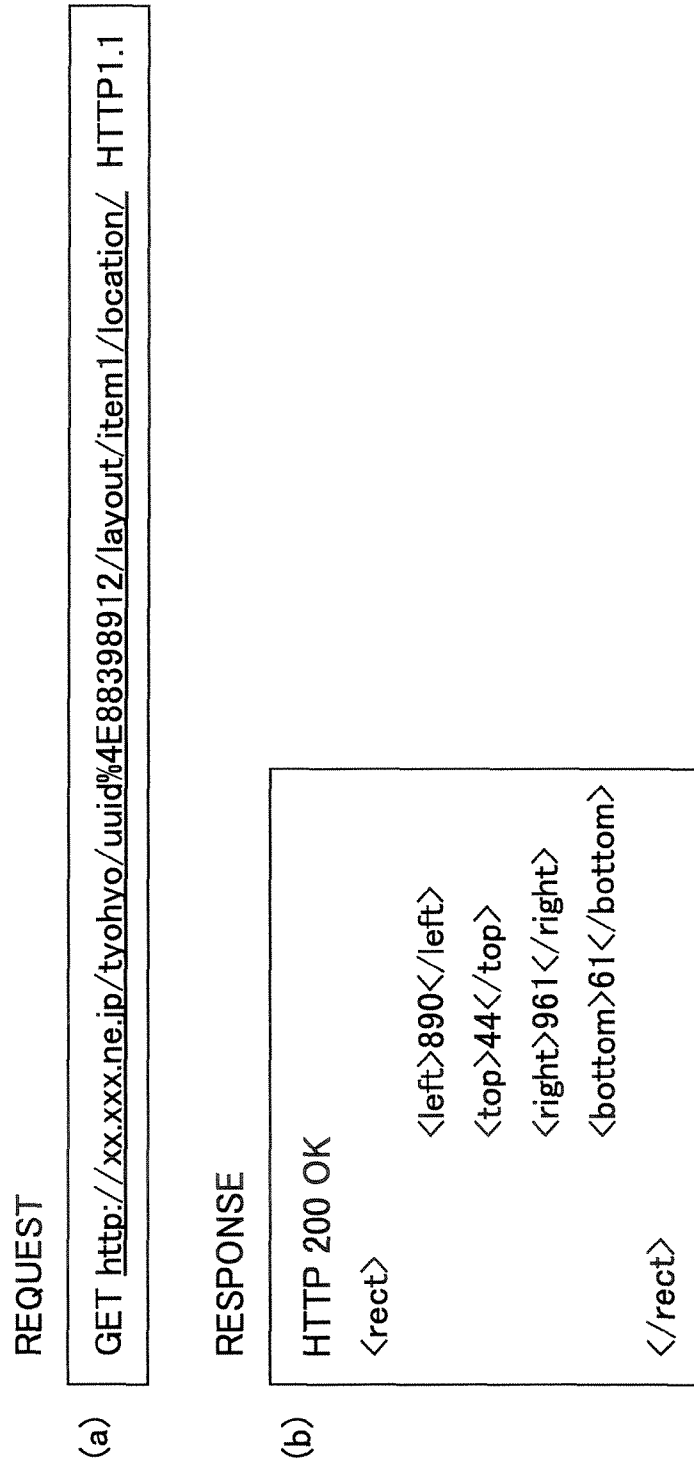 REQUEST
(a)
GET http://xx.xxx.ne.jp/tyohyo/uuid%4E88398912/layout/item1/location/ HTTP1.1
RESPONSE
(b)
HTTP 200 OK
<rect>
<left>890</left>
<top>44</top>
<right>961</right>
<bottom>61</bottom>
</rect>